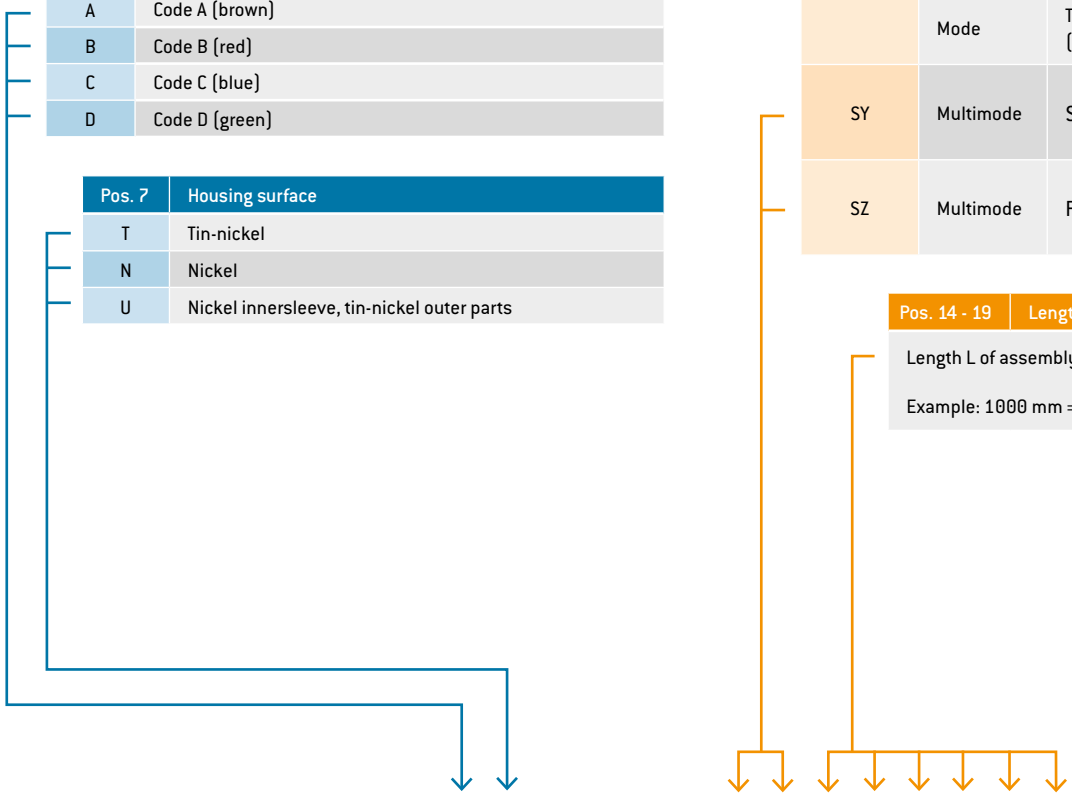 A Code A (brown)
B Code B (red)
C Code C (blue)
D Code D (green)
Pos. 7 Housing surface
T Tin-nickel
N Nickel
U Nickel innersleeve, tin-nickel outer parts
Mode
SY Multimode
SZ Multimode
Pos. 14 - 19
Length L of
Example: 1000 mm =